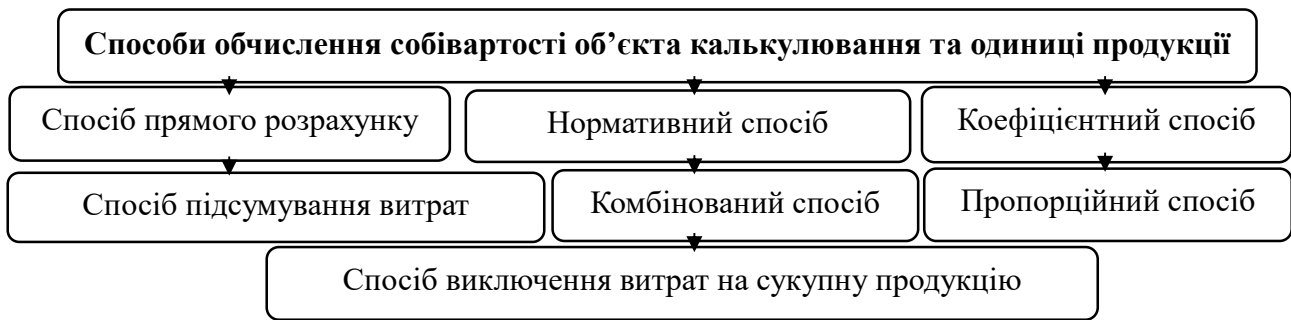 Способи обчислення собівартості об’єкта калькулювання та одиниці продукції
Спосіб прямого розрахунку
Нормативний спосіб
Коефіцієнтний спосіб
Спосіб підсумування витрат
Комбінований спосіб
Пропорційний спосіб
Спосіб виключення витрат на сукупну продукцію